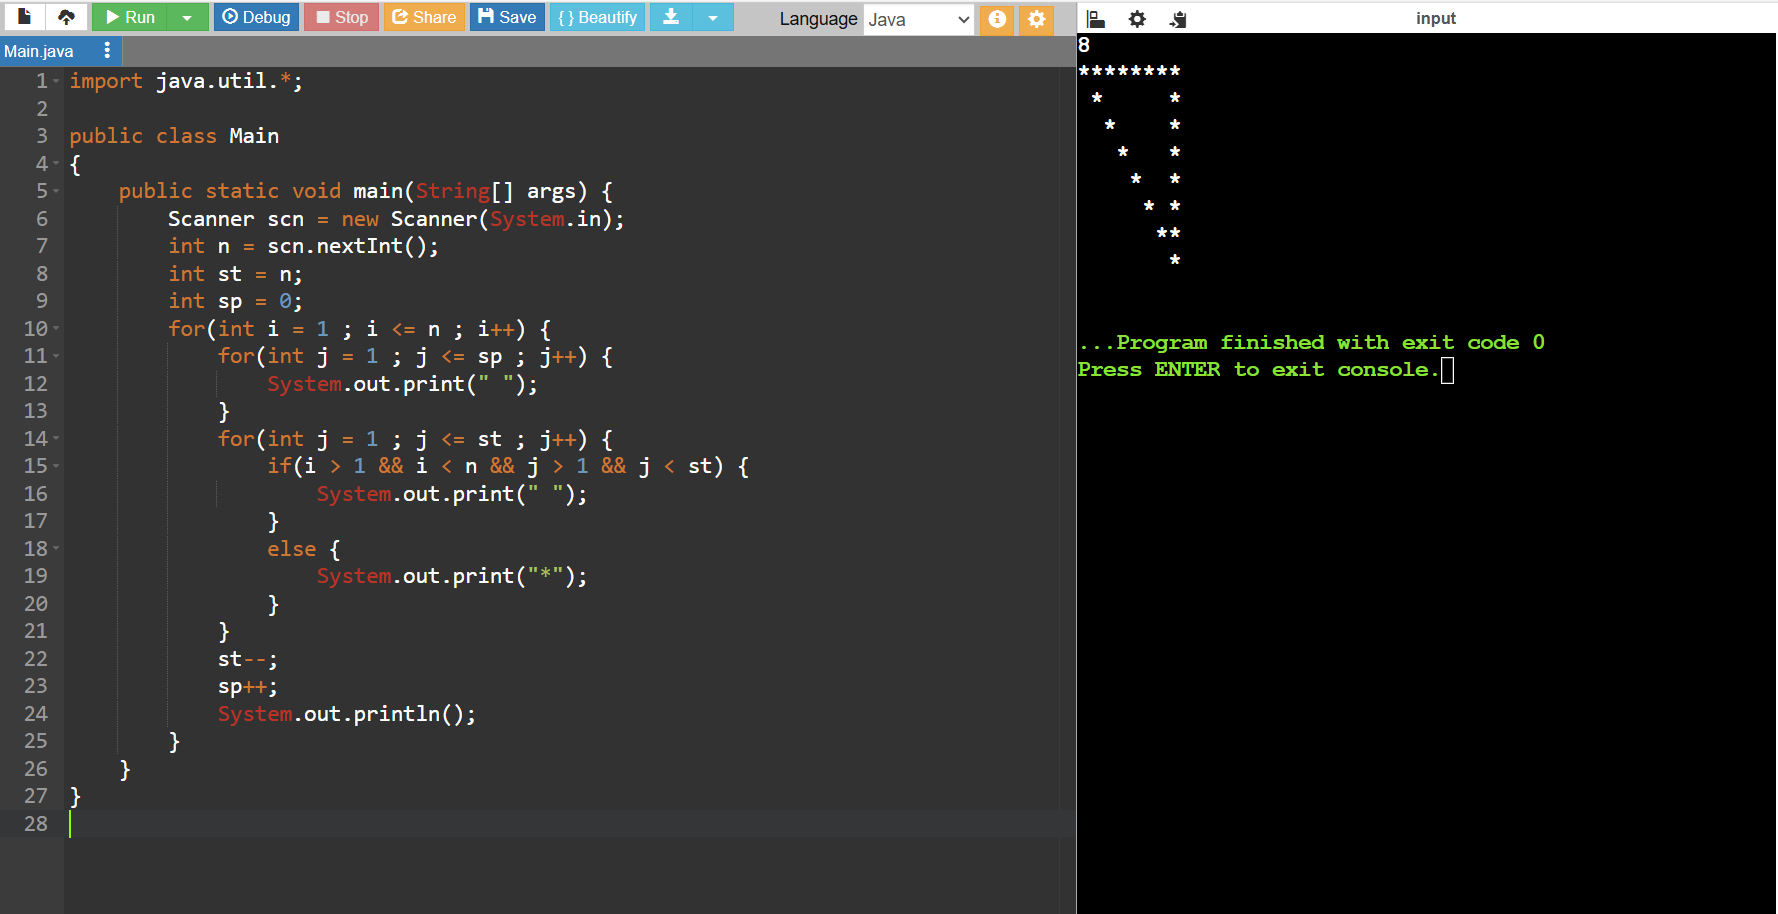 Run Debug Stop Share Save { } Beautify Language Java
input
Main.java
1 import java.util.*;
2
3 public class Main
4 {
5     public static void main(String[] args) {
6         Scanner scn = new Scanner(System.in);
7         int n = scn.nextInt();
8         int st = n;
9         int sp = 0;
10         for(int i = 1 ; i <= n ; i++) {
11             for(int j = 1 ; j <= sp ; j++) {
12                 System.out.print(" ");
13             }
14             for(int j = 1 ; j <= st ; j++) {
15                 if(i > 1 && i < n && j > 1 && j < st) {
16                     System.out.print(" ");
17                 }
18                 else {
19                     System.out.print("*");
20                 }
21             }
22             st--;
23             sp++;
24             System.out.println();
25         }
26     }
27 }
28
8
********
 *     *
  *    *
   *   *
    *  *
     * *
      **
       *
...Program finished with exit code 0
Press ENTER to exit console.